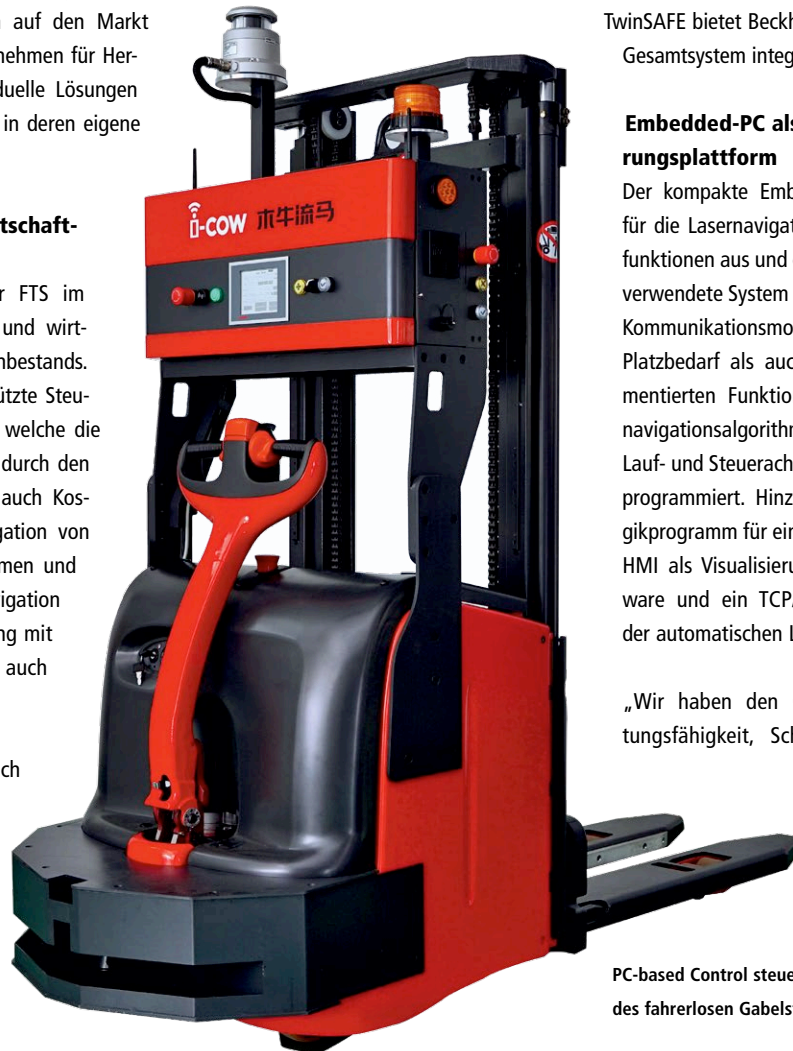 auf den Markt
nehmen für Her-
duelle Lösungen
in deren eigene
tschaft-
FTS im
und wirt-
nbestands.
ützte Steu-
welche die
durch den
auch Kos-
gation von
men und
igation
ng mit
auch
ch
i-cow 木牛流马
TwinSAFE bietet Beckh
Gesamtsystem integ
Embedded-PC als
rungsplattform
Der kompakte Emb
für die Lasernavigat
funktionen aus und
verwendete System
Kommunikationsmo
Platzbedarf als auc
mentierten Funktio
navigationsalgorithm
Lauf- und Steuerach
programmiert. Hinz
gikprogramm für ein
HMI als Visualisieru
ware und ein TCP/
der automatischen L
„Wir haben den
tungsfähigkeit, Sch
PC-based Control steue
des fahrerlosen Gabelst